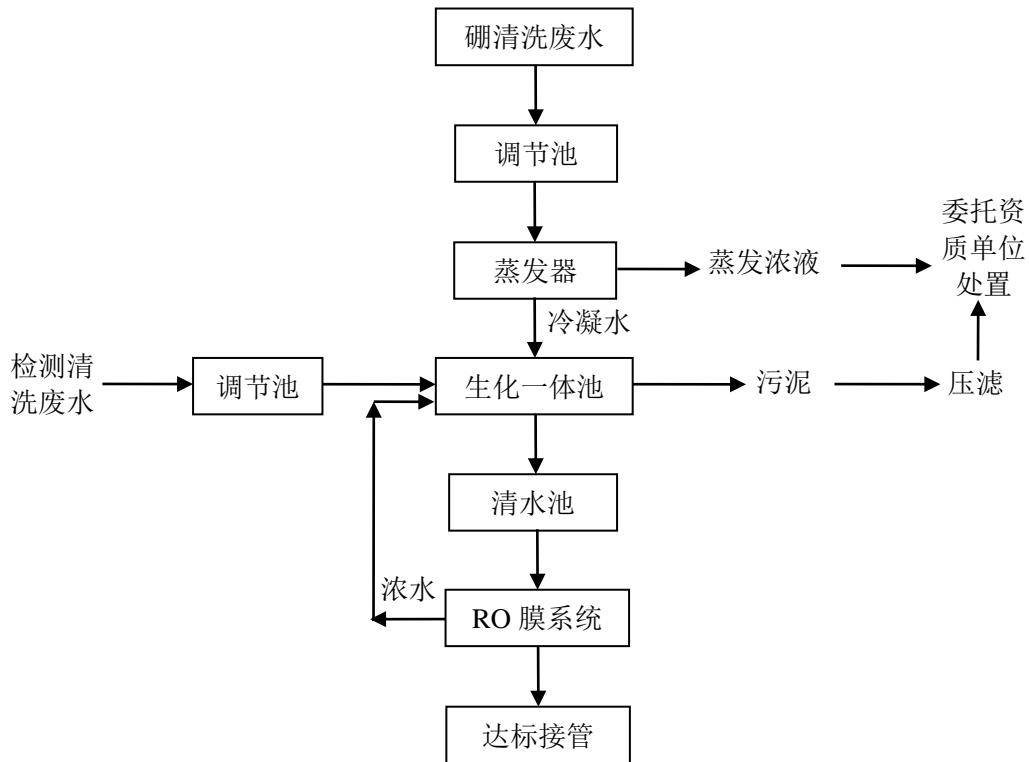 硼清洗废水
调节池
委托资
质单位
处置
蒸发器
蒸发浓液
冷凝水
检测清
洗废水
调节池
生化一体池
污泥
压滤
清水池
浓水
RO 膜系统
达标接管